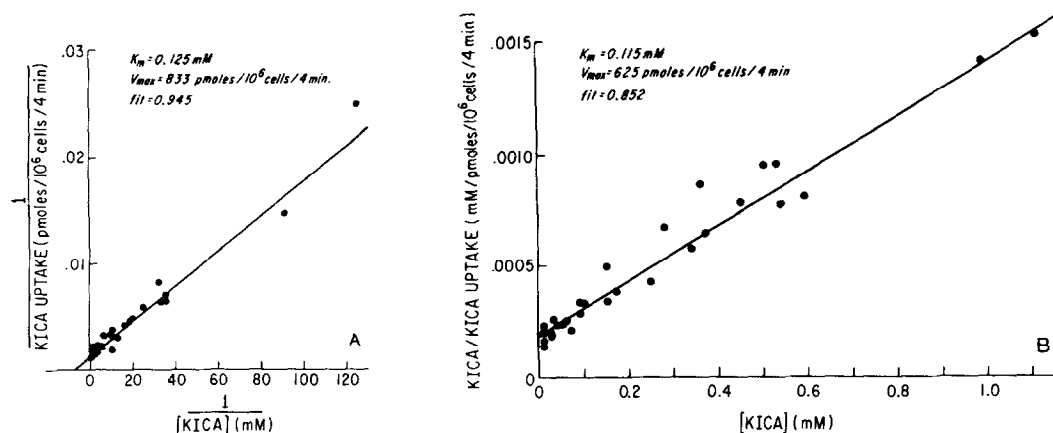 .03
.02
.01
1
KICA UPTAKE (pmoles/10⁶ cells/4 min)
Km = 0.125 mM
Vmax = 833 pmoles/10⁶ cells/4 min.
fit = 0.945
A
0 20 40 60 80 100 120
1
[KICA] (mM)
KICA/KICA UPTAKE (mM/pmoles/10⁶ cells/4 min)
.0015
.0010
.0005
0
Km = 0.115 mM
Vmax = 625 pmoles/10⁶ cells/4 min
fit = 0.852
B
0 0.2 0.4 0.6 0.8 1.0
[KICA] (mM)